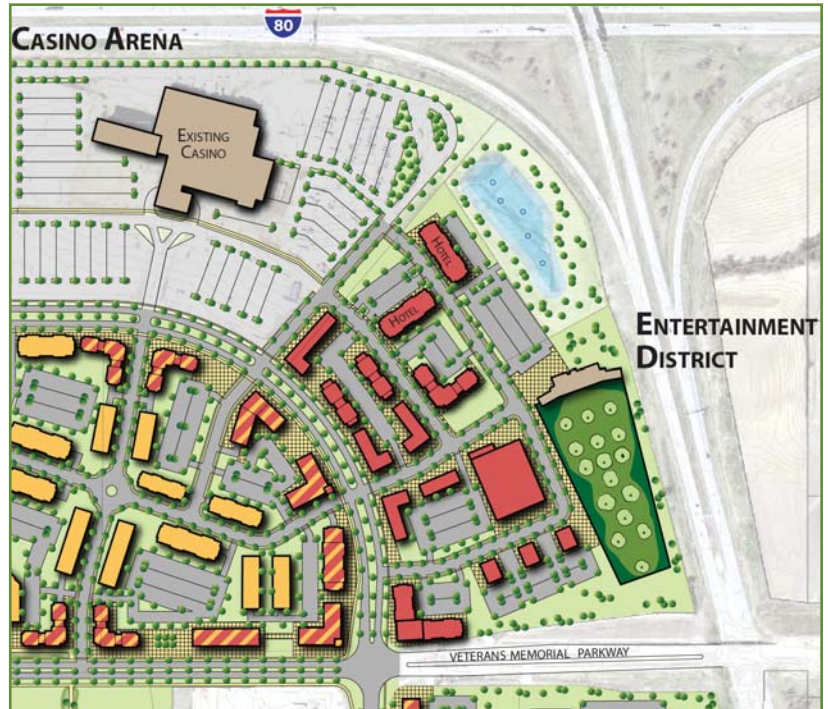 80
CASINO ARENA
EXISTING
CASINO
HOTEL
HOTEL
ENTERTAINMENT
DISTRICT
VETERANS MEMORIAL PARKWAY